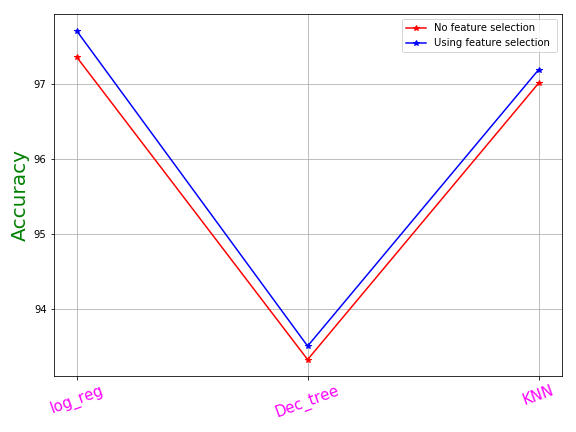 No feature selection
Using feature selection
97
96
95
94
Accuracy
log_reg
Dec_tree
KNN